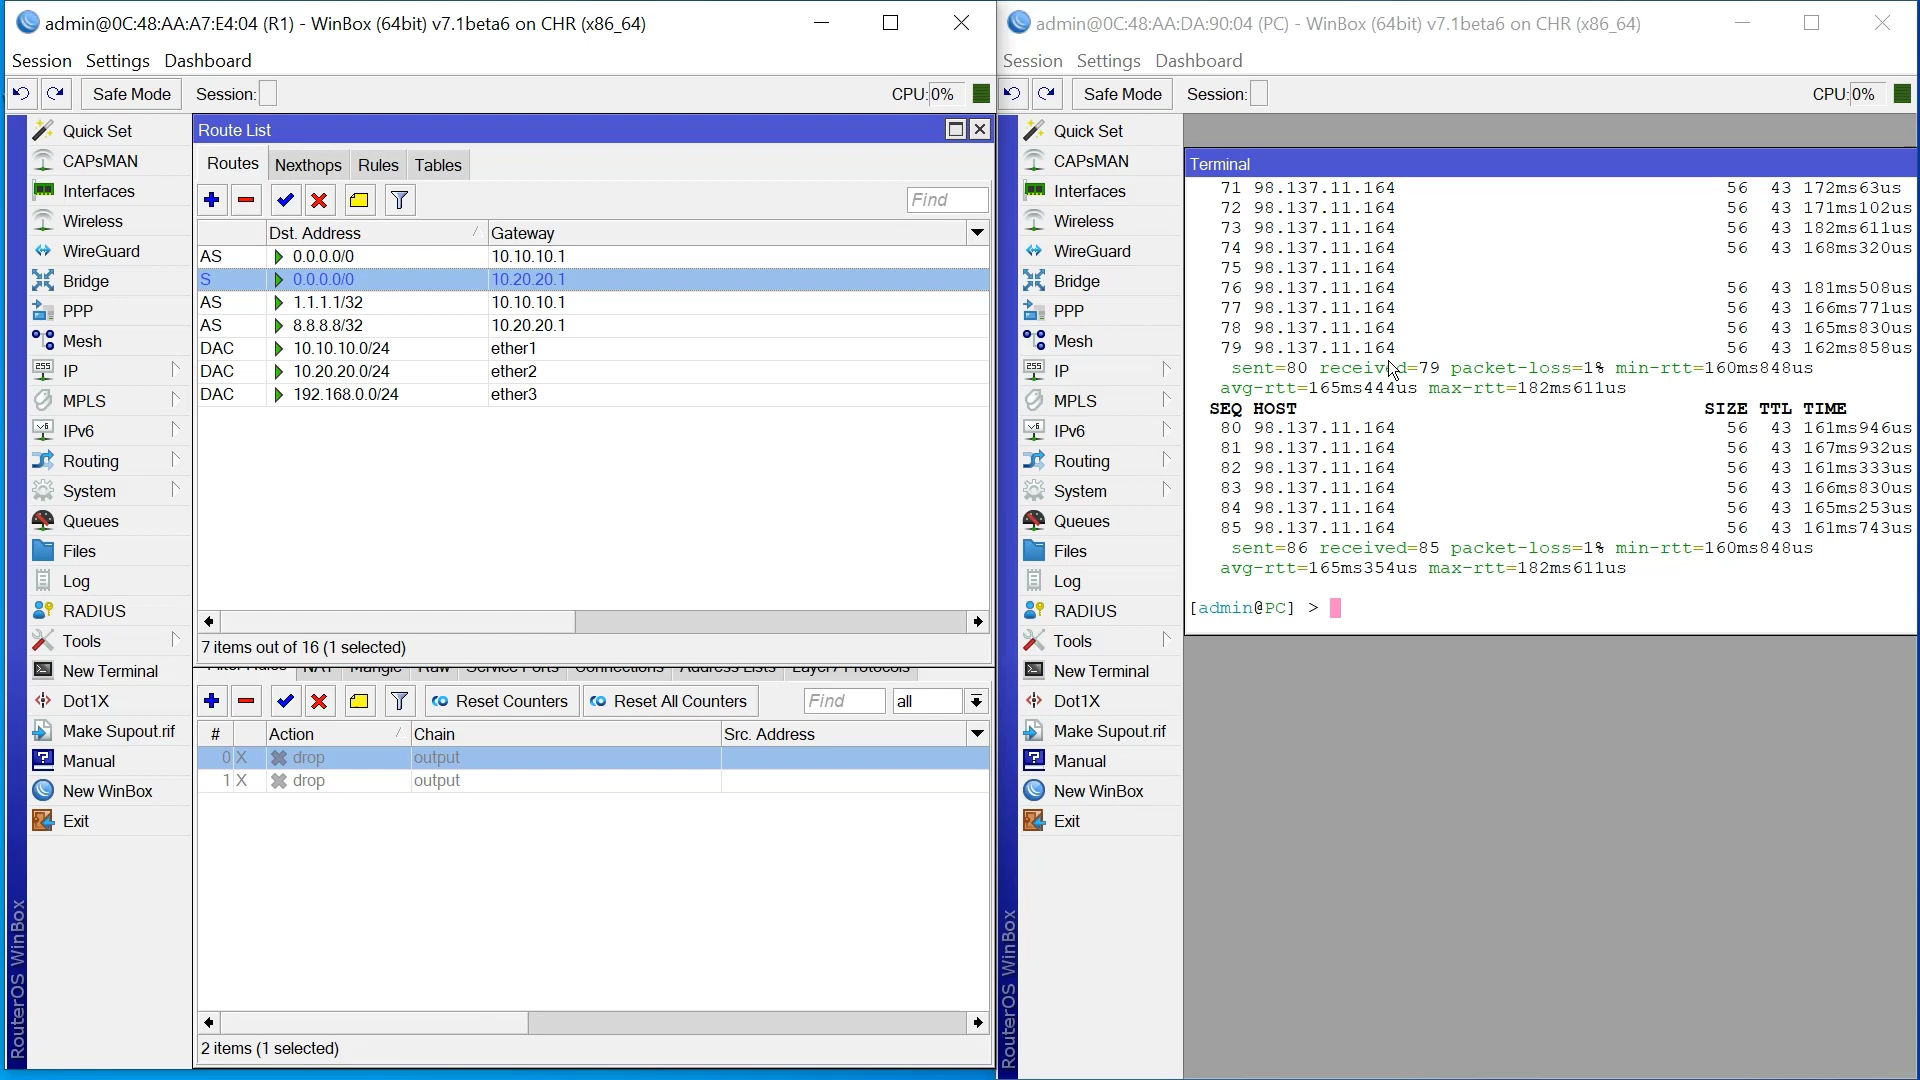 admin@0C:48:AA:A7:E4:04 (R1) - WinBox (64bit) v7.1beta6 on CHR (x86_64)
Session Settings Dashboard
Safe Mode Session: CPU:0%
Quick Set
CAPsMAN
Interfaces
Wireless
WireGuard
Bridge
PPP
Mesh
IP
MPLS
IPv6
Routing
System
Queues
Files
Log
RADIUS
Tools
New Terminal
Dot1X
Make Supout.rif
Manual
New WinBox
Exit
RouterOS WinBox
Route List
Routes Nexthops Rules Tables
Find
Dst. Address Gateway
AS 0.0.0.0/0 10.10.10.1
S 0.0.0.0/0 10.20.20.1
AS 1.1.1.1/32 10.10.10.1
AS 8.8.8.8/32 10.20.20.1
DAC 10.10.10.0/24 ether1
DAC 10.20.20.0/24 ether2
DAC 192.168.0.0/24 ether3
7 items out of 16 (1 selected)
Filter Rules NAT Mangle Raw Service Ports Connections Address Lists Layer7 Protocols
Reset Counters Reset All Counters Find all
# Action Chain Src. Address
0 X drop output
1 X drop output
2 items (1 selected)
admin@0C:48:AA:DA:90:04 (PC) - WinBox (64bit) v7.1beta6 on CHR (x86_64)
Session Settings Dashboard
Safe Mode Session: CPU:0%
Quick Set
CAPsMAN
Interfaces
Wireless
WireGuard
Bridge
PPP
Mesh
IP
MPLS
IPv6
Routing
System
Queues
Files
Log
RADIUS
Tools
New Terminal
Dot1X
Make Supout.rif
Manual
New WinBox
Exit
RouterOS WinBox
Terminal
71 98.137.11.164 56 43 172ms63us
72 98.137.11.164 56 43 171ms102us
73 98.137.11.164 56 43 182ms611us
74 98.137.11.164 56 43 168ms320us
75 98.137.11.164
76 98.137.11.164 56 43 181ms508us
77 98.137.11.164 56 43 166ms771us
78 98.137.11.164 56 43 165ms830us
79 98.137.11.164 56 43 162ms858us
sent=80 received=79 packet-loss=1% min-rtt=160ms848us
avg-rtt=165ms444us max-rtt=182ms611us
SEQ HOST SIZE TTL TIME
80 98.137.11.164 56 43 161ms946us
81 98.137.11.164 56 43 167ms932us
82 98.137.11.164 56 43 161ms333us
83 98.137.11.164 56 43 166ms830us
84 98.137.11.164 56 43 165ms253us
85 98.137.11.164 56 43 161ms743us
sent=86 received=85 packet-loss=1% min-rtt=160ms848us
avg-rtt=165ms354us max-rtt=182ms611us
[admin@PC] >